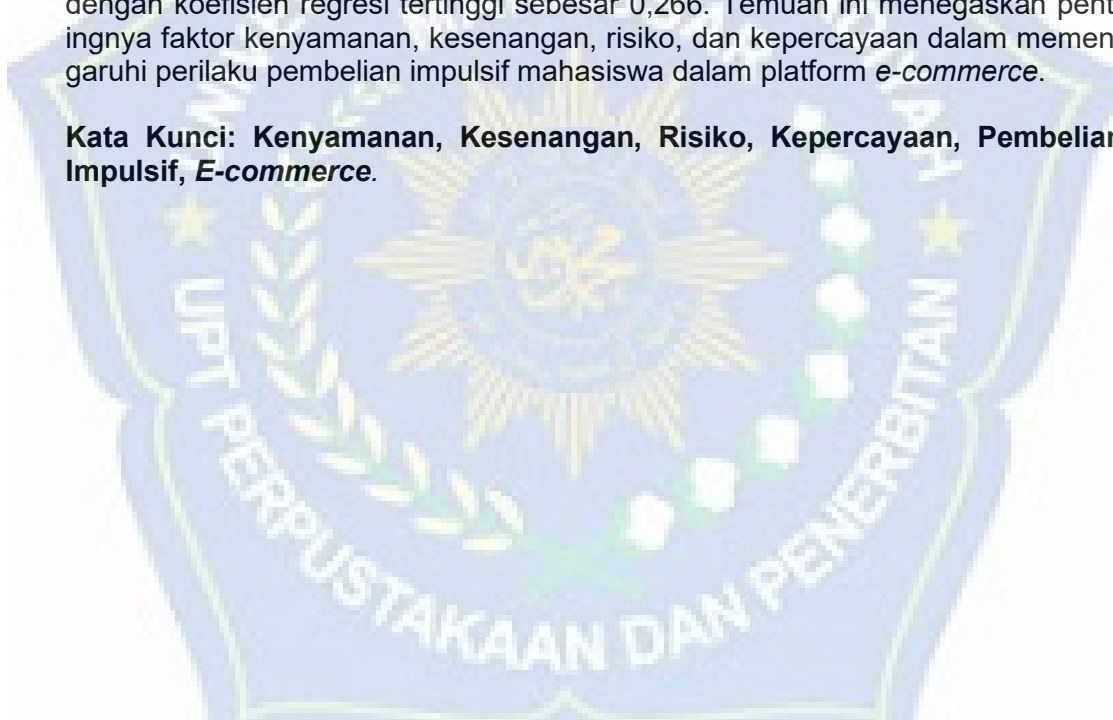 dengan koefisien regresi tertinggi sebesar 0,266. Temuan ini menegaskan pent
ingnya faktor kenyamanan, kesenangan, risiko, dan kepercayaan dalam memen
garuhi perilaku pembelian impulsif mahasiswa dalam platform e-commerce.
Kata Kunci: Kenyamanan, Kesenangan, Risiko, Kepercayaan, Pembelian
Impulsif, E-commerce.
UPT PERPUSTAKAAN DAN PENERBITAN